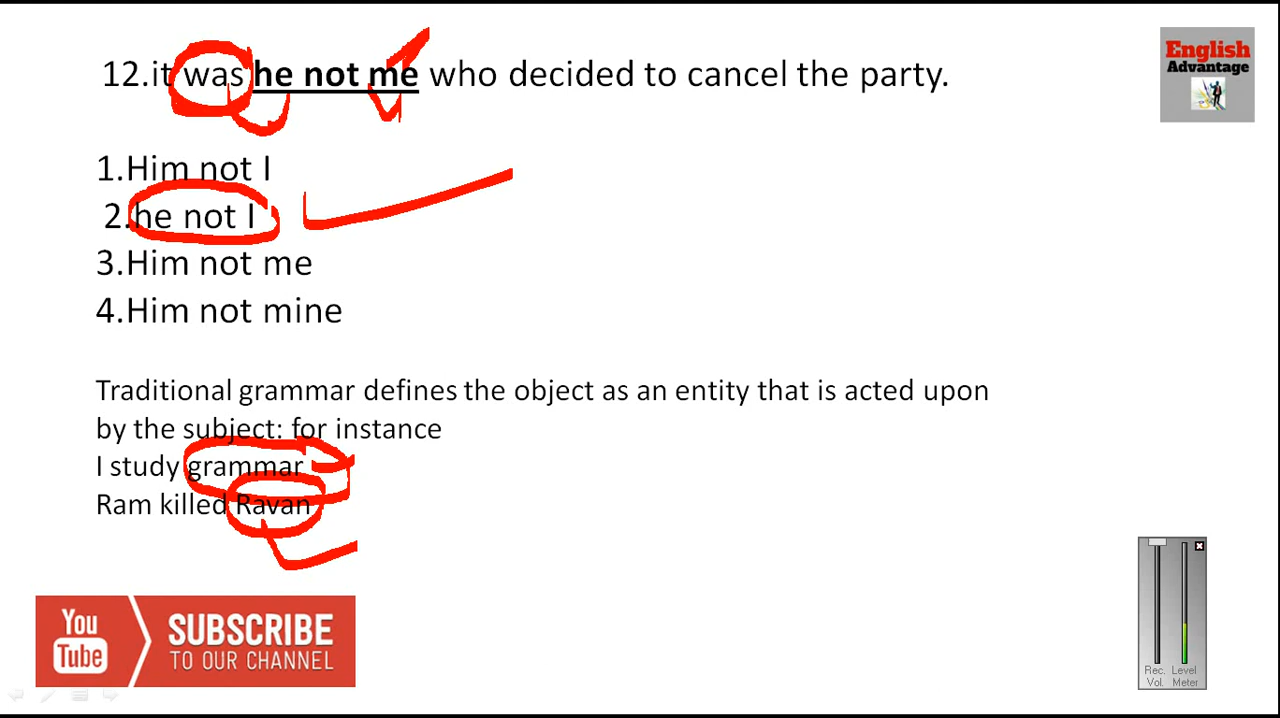 12.it was he not me who decided to cancel the party.
English
Advantage
1.Him not I
2.he not I
3.Him not me
4.Him not mine
Traditional grammar defines the object as an entity that is acted upon
by the subject: for instance
I study grammar
Ram killed Ravan
You
Tube
SUBSCRIBE
TO OUR CHANNEL
Rec. Level
Vol. Meter